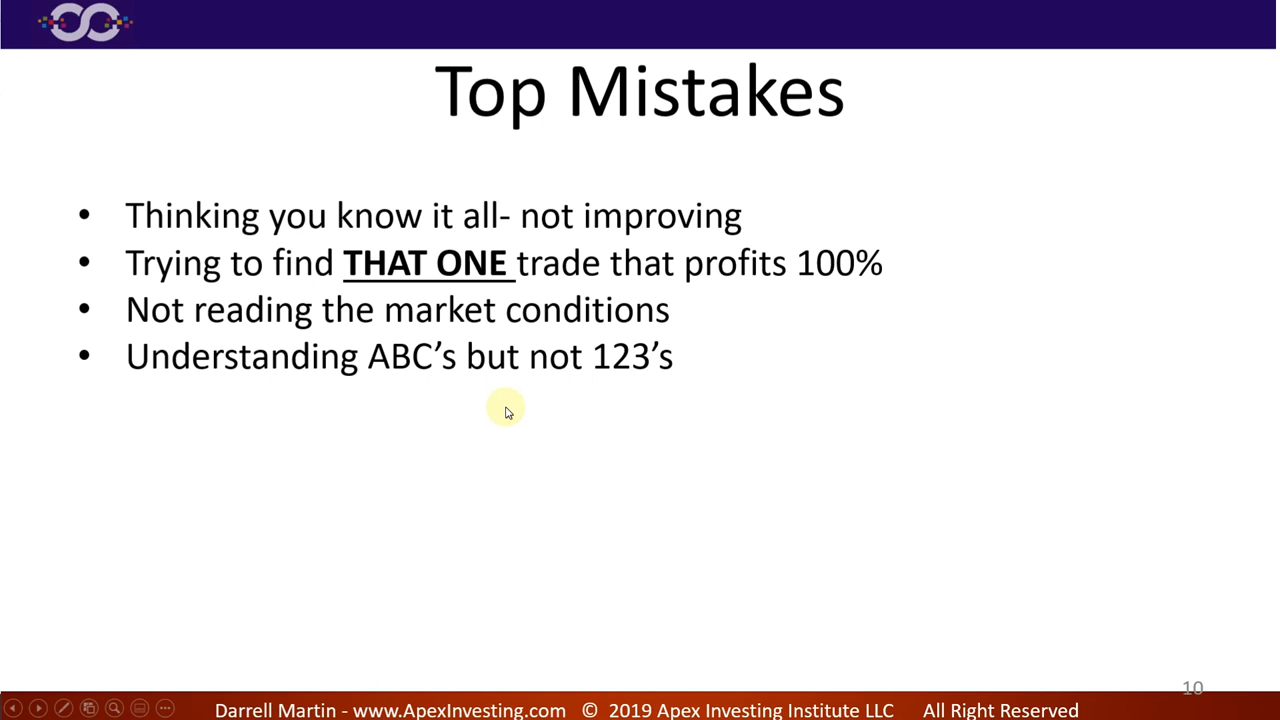 Top Mistakes
• Thinking you know it all- not improving
• Trying to find THAT ONE trade that profits 100%
• Not reading the market conditions
• Understanding ABC’s but not 123’s
10
Darrell Martin - www.ApexInvesting.com © 2019 Apex Investing Institute LLC All Right Reserved